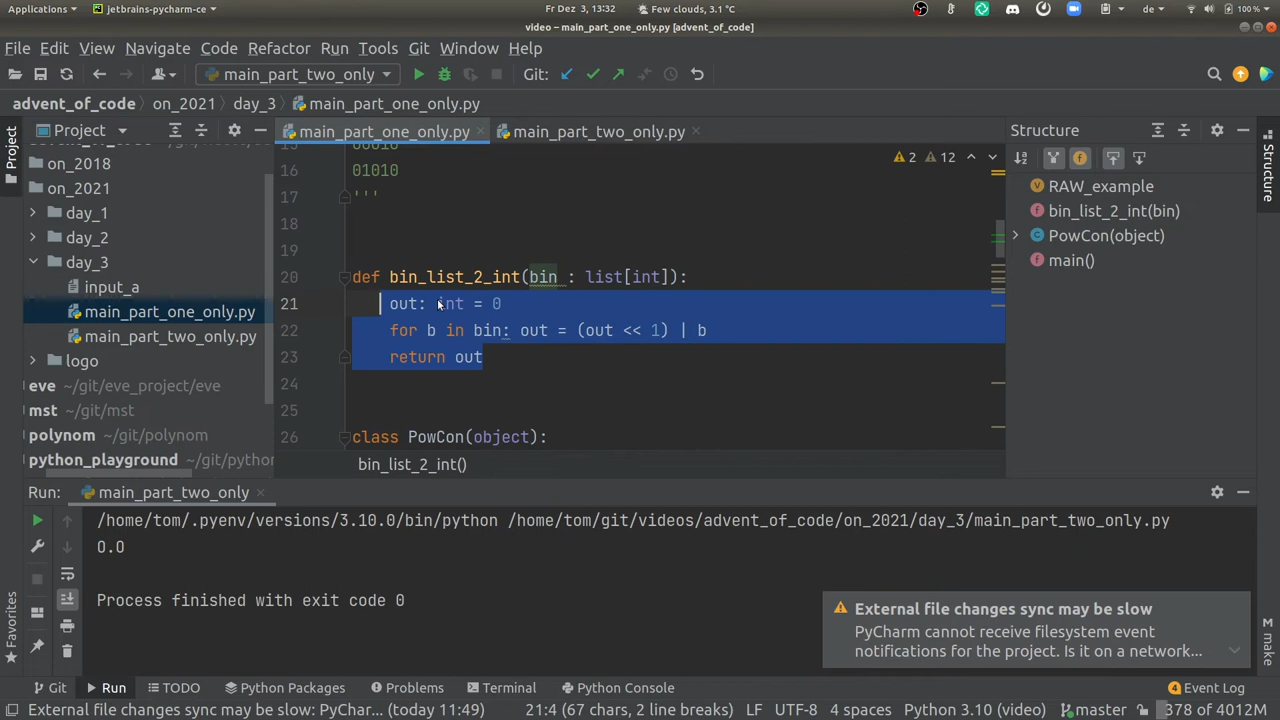 Applications
jetbrains-pycharm-ce
Fr Dez 3, 13:32
Few clouds, 3.1 °C
de
100 %
video – main_part_one_only.py [advent_of_code]
File Edit View Navigate Code Refactor Run Tools Git Window Help
main_part_two_only
Git:
advent_of_code on_2021 day_3 main_part_one_only.py
Project
main_part_one_only.py
main_part_two_only.py
Structure
on_2018
on_2021
day_1
day_2
day_3
input_a
main_part_one_only.py
main_part_two_only.py
logo
eve ~/git/eve_project/eve
mst ~/git/mst
polynom ~/git/polynom
python_playground ~/git/python
15 00010
16 01010
17 '''
18
19
20 def bin_list_2_int(bin : list[int]):
21 out: int = 0
22 for b in bin: out = (out << 1) | b
23 return out
24
25
26 class PowCon(object):
bin_list_2_int()
2 12
RAW_example
bin_list_2_int(bin)
PowCon(object)
main()
Project
Structure
Favorites
make
Run: main_part_two_only
/home/tom/.pyenv/versions/3.10.0/bin/python /home/tom/git/videos/advent_of_code/on_2021/day_3/main_part_two_only.py
0.0
Process finished with exit code 0
External file changes sync may be slow
PyCharm cannot receive filesystem event
notifications for the project. Is it on a network...
Git Run TODO Python Packages Problems Terminal Python Console 4 Event Log
External file changes sync may be slow: PyChar... (today 11:49) 21:4 (67 chars, 2 line breaks) LF UTF-8 4 spaces Python 3.10 (video) master 378 of 4012M